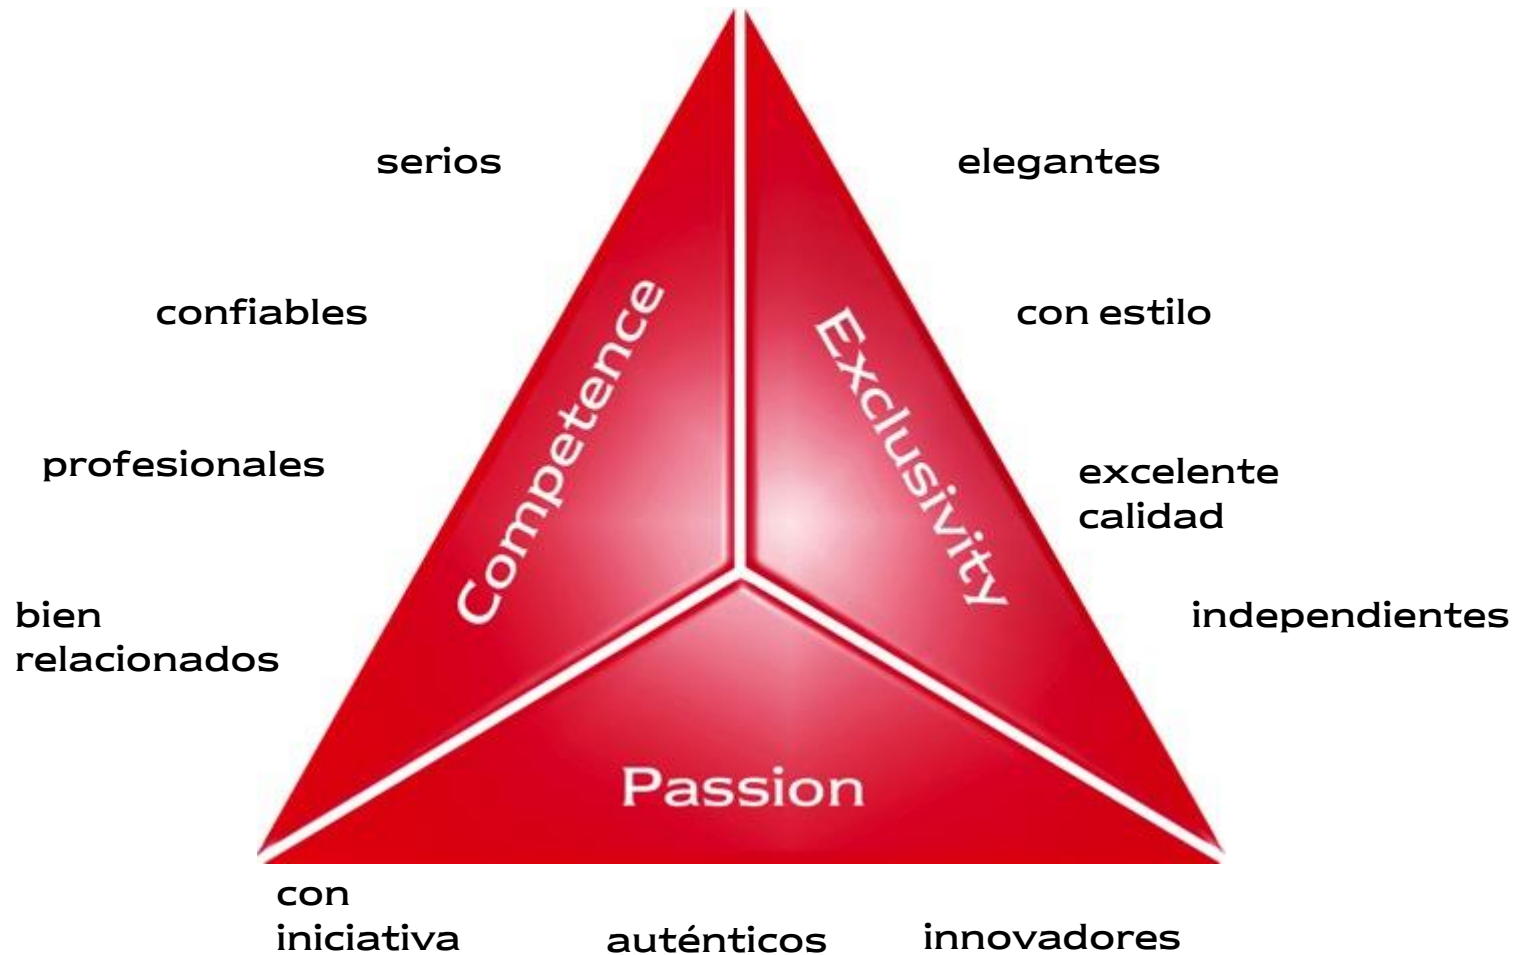 serios
elegantes
confiables
con estilo
Competence
Exclusivity
profesionales
excelente
calidad
bien
relacionados
independientes
Passion
con
iniciativa
auténticos
innovadores